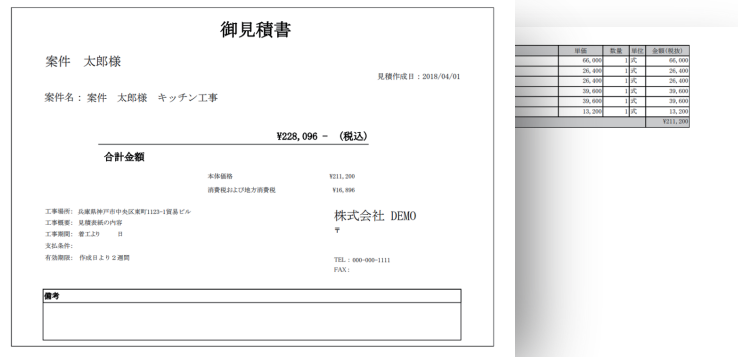 御見積書
案件　太郎様
見積作成日：2018/04/01
案件名：案件　太郎様　キッチン工事
¥228,096 −　(税込)
合計金額
本体価格　¥211,200
消費税および地方消費税　¥16,896
工事場所:　兵庫県神戸市中央区東町1123-1貿易ビル
工事概要:　見積表紙の内容
工事期間:　着工より　　日
支払条件:
有効期限:　作成日より２週間
株式会社 DEMO
〒
TEL：000-000-1111
FAX:
備考
単価　数量　単位　金額(税抜)
66,000　1　式　66,000
26,400　1　式　26,400
26,400　1　式　26,400
39,600　1　式　39,600
39,600　1　式　39,600
13,200　1　式　13,200
¥211,200